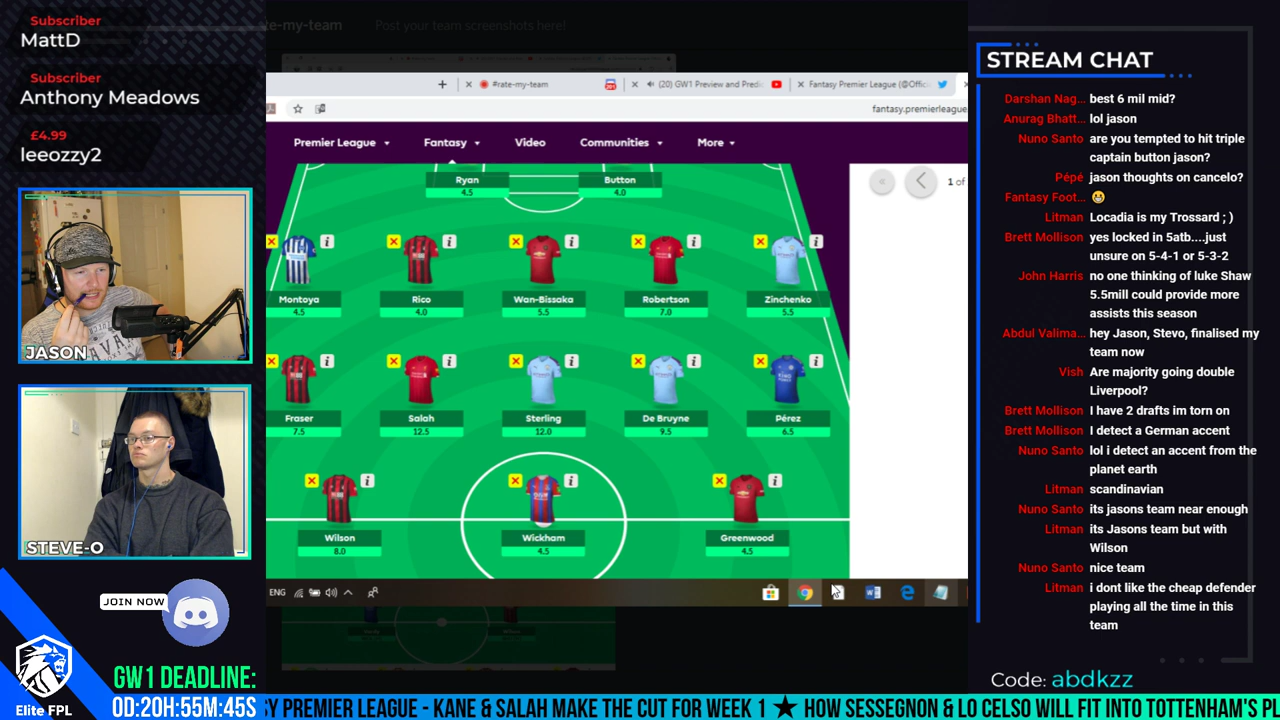 Subscriber
MattD
Subscriber
Anthony Meadows
£4.99
leeozzy2
JASON
STEVE-O
JOIN NOW
Elite FPL
GW1 DEADLINE:
0D:20H:55M:45S
te-my-team Post your team screenshots here!
#rate-my-team
(20) GW1 Preview and Predic
Fantasy Premier League (@Offici
fantasy.premierleague
Premier League Fantasy Video Communities More
Ryan Button
4.5 4.0
1 of
Montoya Rico Wan-Bissaka Robertson Zinchenko
4.5 4.0 5.5 7.0 5.5
Fraser Salah Sterling De Bruyne Pérez
7.5 12.5 12.0 9.5 6.5
Wilson Wickham Greenwood
8.0 4.5 4.5
ENG
STREAM CHAT
Darshan Nag... best 6 mil mid?
Anurag Bhatt... lol jason
Nuno Santo are you tempted to hit triple
captain button jason?
Pépé jason thoughts on cancelo?
Fantasy Foot... 😀
Litman Locadia is my Trossard ; )
Brett Mollison yes locked in 5atb....just
unsure on 5-4-1 or 5-3-2
John Harris no one thinking of luke Shaw
5.5mill could provide more
assists this season
Abdul Valima... hey Jason, Stevo, finalised my
team now
Vish Are majority going double
Liverpool?
Brett Mollison I have 2 drafts im torn on
Brett Mollison I detect a German accent
Nuno Santo lol i detect an accent from the
planet earth
Litman scandinavian
Nuno Santo its jasons team near enough
Litman its Jasons team but with
Wilson
Nuno Santo nice team
Litman i dont like the cheap defender
playing all the time in this
team
Code: abdkzz
SY PREMIER LEAGUE - KANE & SALAH MAKE THE CUT FOR WEEK 1 ★ HOW SESSEGNON & LO CELSO WILL FIT INTO TOTTENHAM'S PL